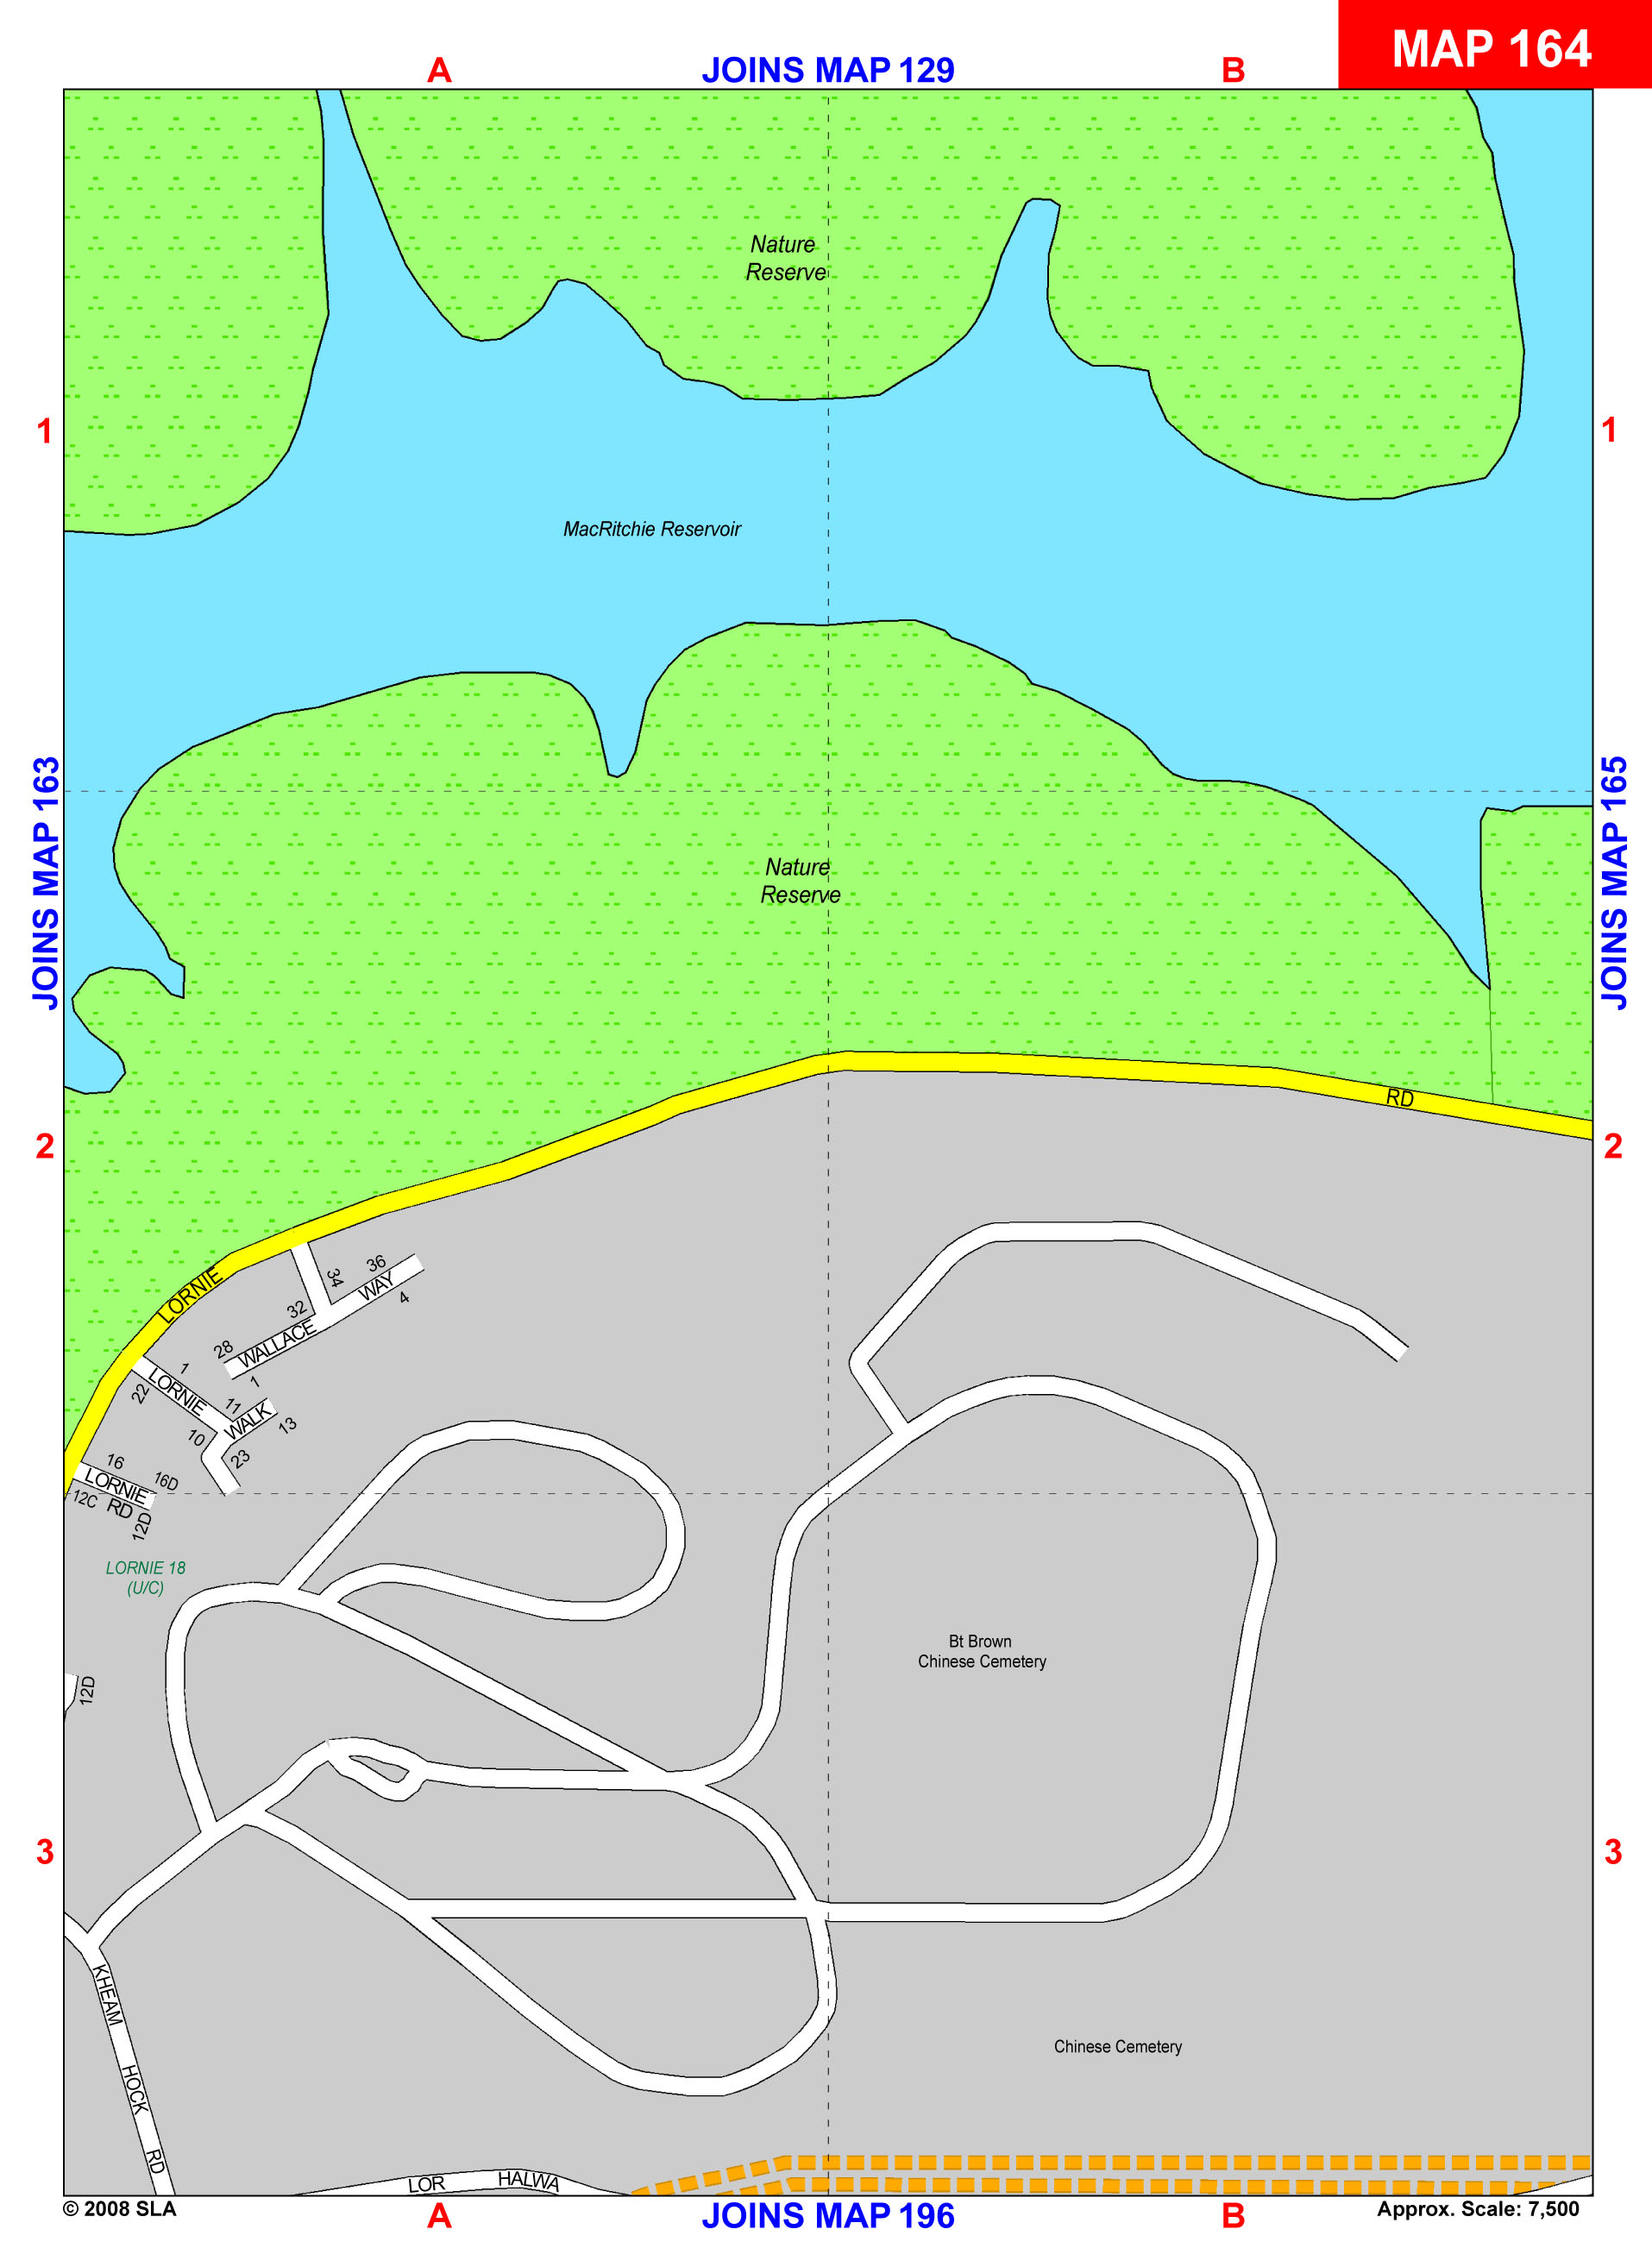 MAP 164
A
JOINS MAP 129
B
Nature
Reserve
1
1
MacRitchie Reservoir
JOINS MAP 163
JOINS MAP 165
Nature
Reserve
RD
2
2
LORNIE
34
36
WAY
4
32
28
WALLACE
1
1
LORNIE
22
11
WALK
13
10
23
16
LORNIE
16D
12C
RD
12D
LORNIE 18
(U/C)
Bt Brown
Chinese Cemetery
12D
3
3
KHEAM
HOCK
RD
Chinese Cemetery
LOR
HALWA
© 2008 SLA
A
JOINS MAP 196
B
Approx. Scale: 7,500